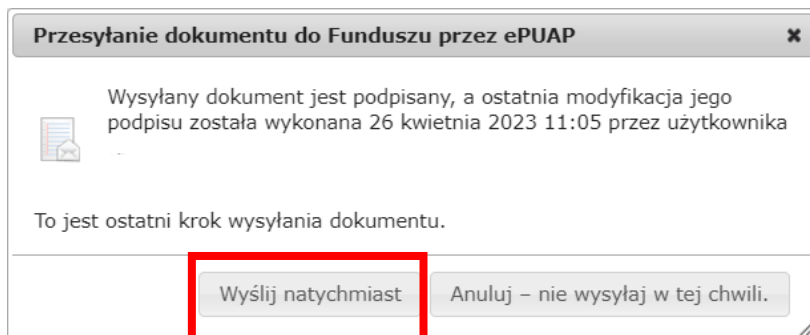 Przesyłanie dokumentu do Funduszu przez ePUAP
Wysyłany dokument jest podpisany, a ostatnia modyfikacja jego
podpisu została wykonana 26 kwietnia 2023 11:05 przez użytkownika
To jest ostatni krok wysyłania dokumentu.
Wyślij natychmiast
Anuluj – nie wysyłaj w tej chwili.